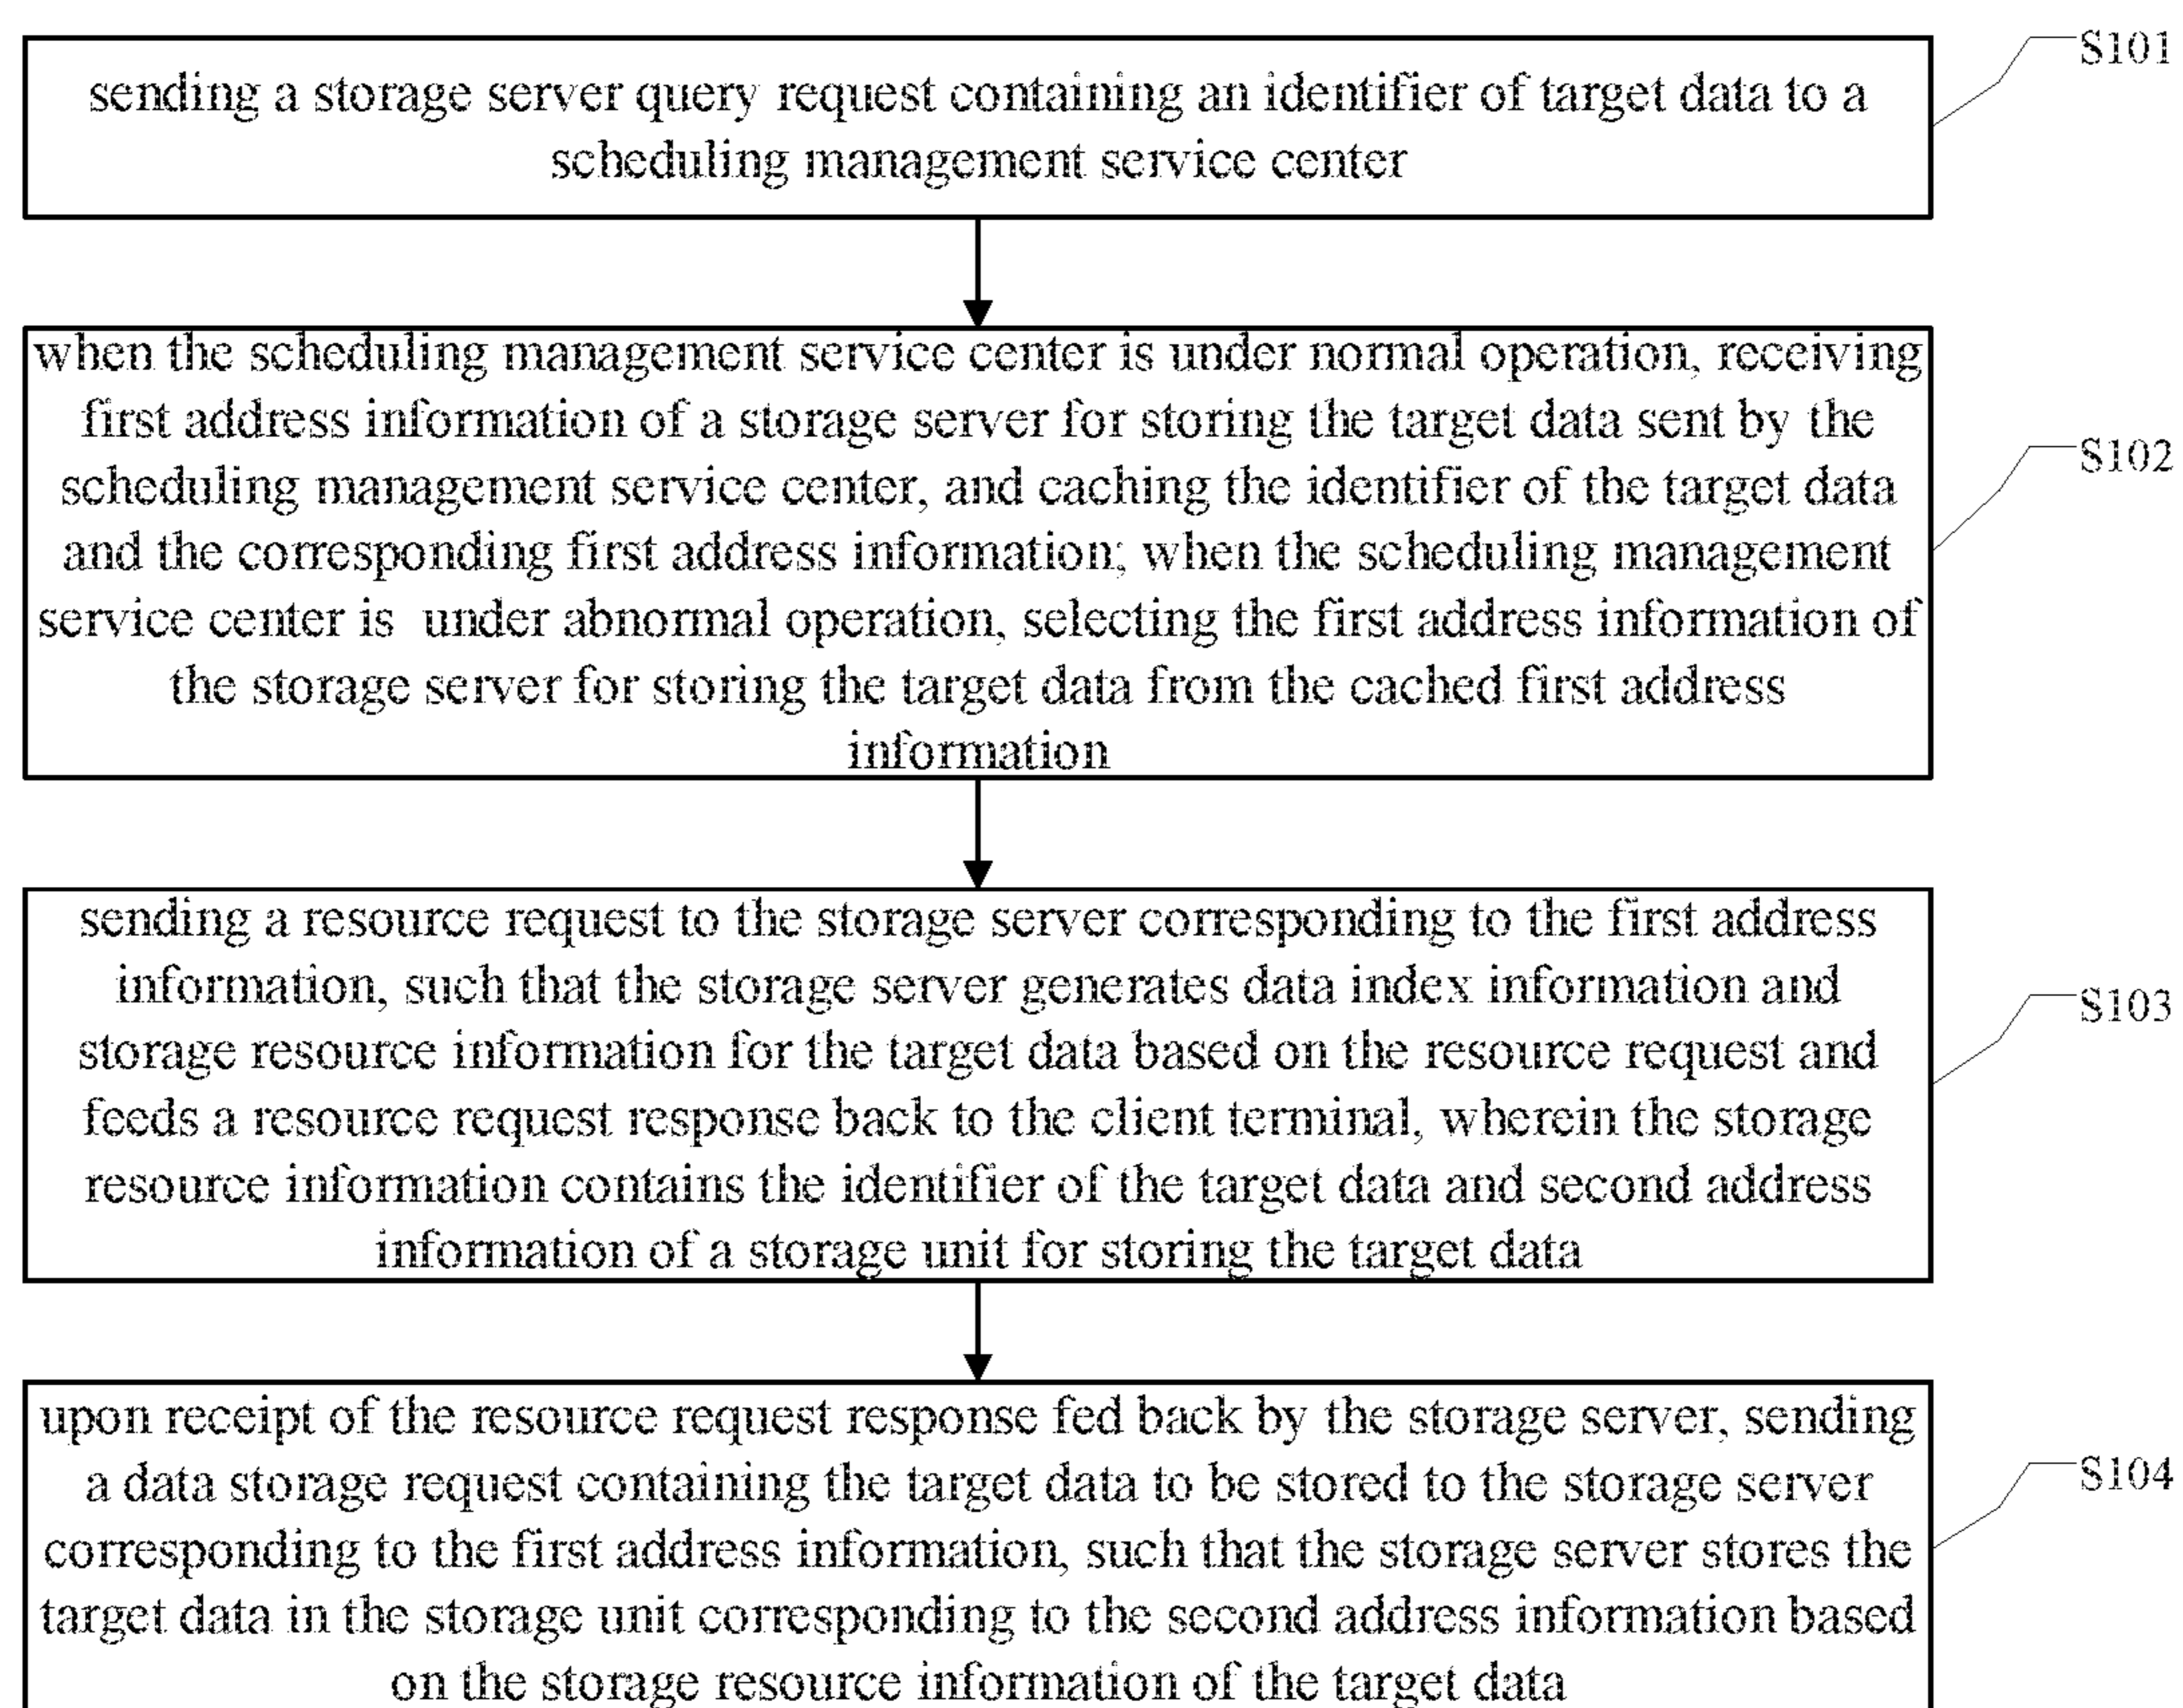 sending a storage server query request containing an identifier of target data to a
scheduling management service center
S101
when the scheduling management service center is under normal operation, receiving
first address information of a storage server for storing the target data sent by the
scheduling management service center, and caching the identifier of the target data
and the corresponding first address information; when the scheduling management
service center is under abnormal operation, selecting the first address information of
the storage server for storing the target data from the cached first address
information
S102
sending a resource request to the storage server corresponding to the first address
information, such that the storage server generates data index information and
storage resource information for the target data based on the resource request and
feeds a resource request response back to the client terminal, wherein the storage
resource information contains the identifier of the target data and second address
information of a storage unit for storing the target data
S103
upon receipt of the resource request response fed back by the storage server, sending
a data storage request containing the target data to be stored to the storage server
corresponding to the first address information, such that the storage server stores the
target data in the storage unit corresponding to the second address information based
on the storage resource information of the target data
S104